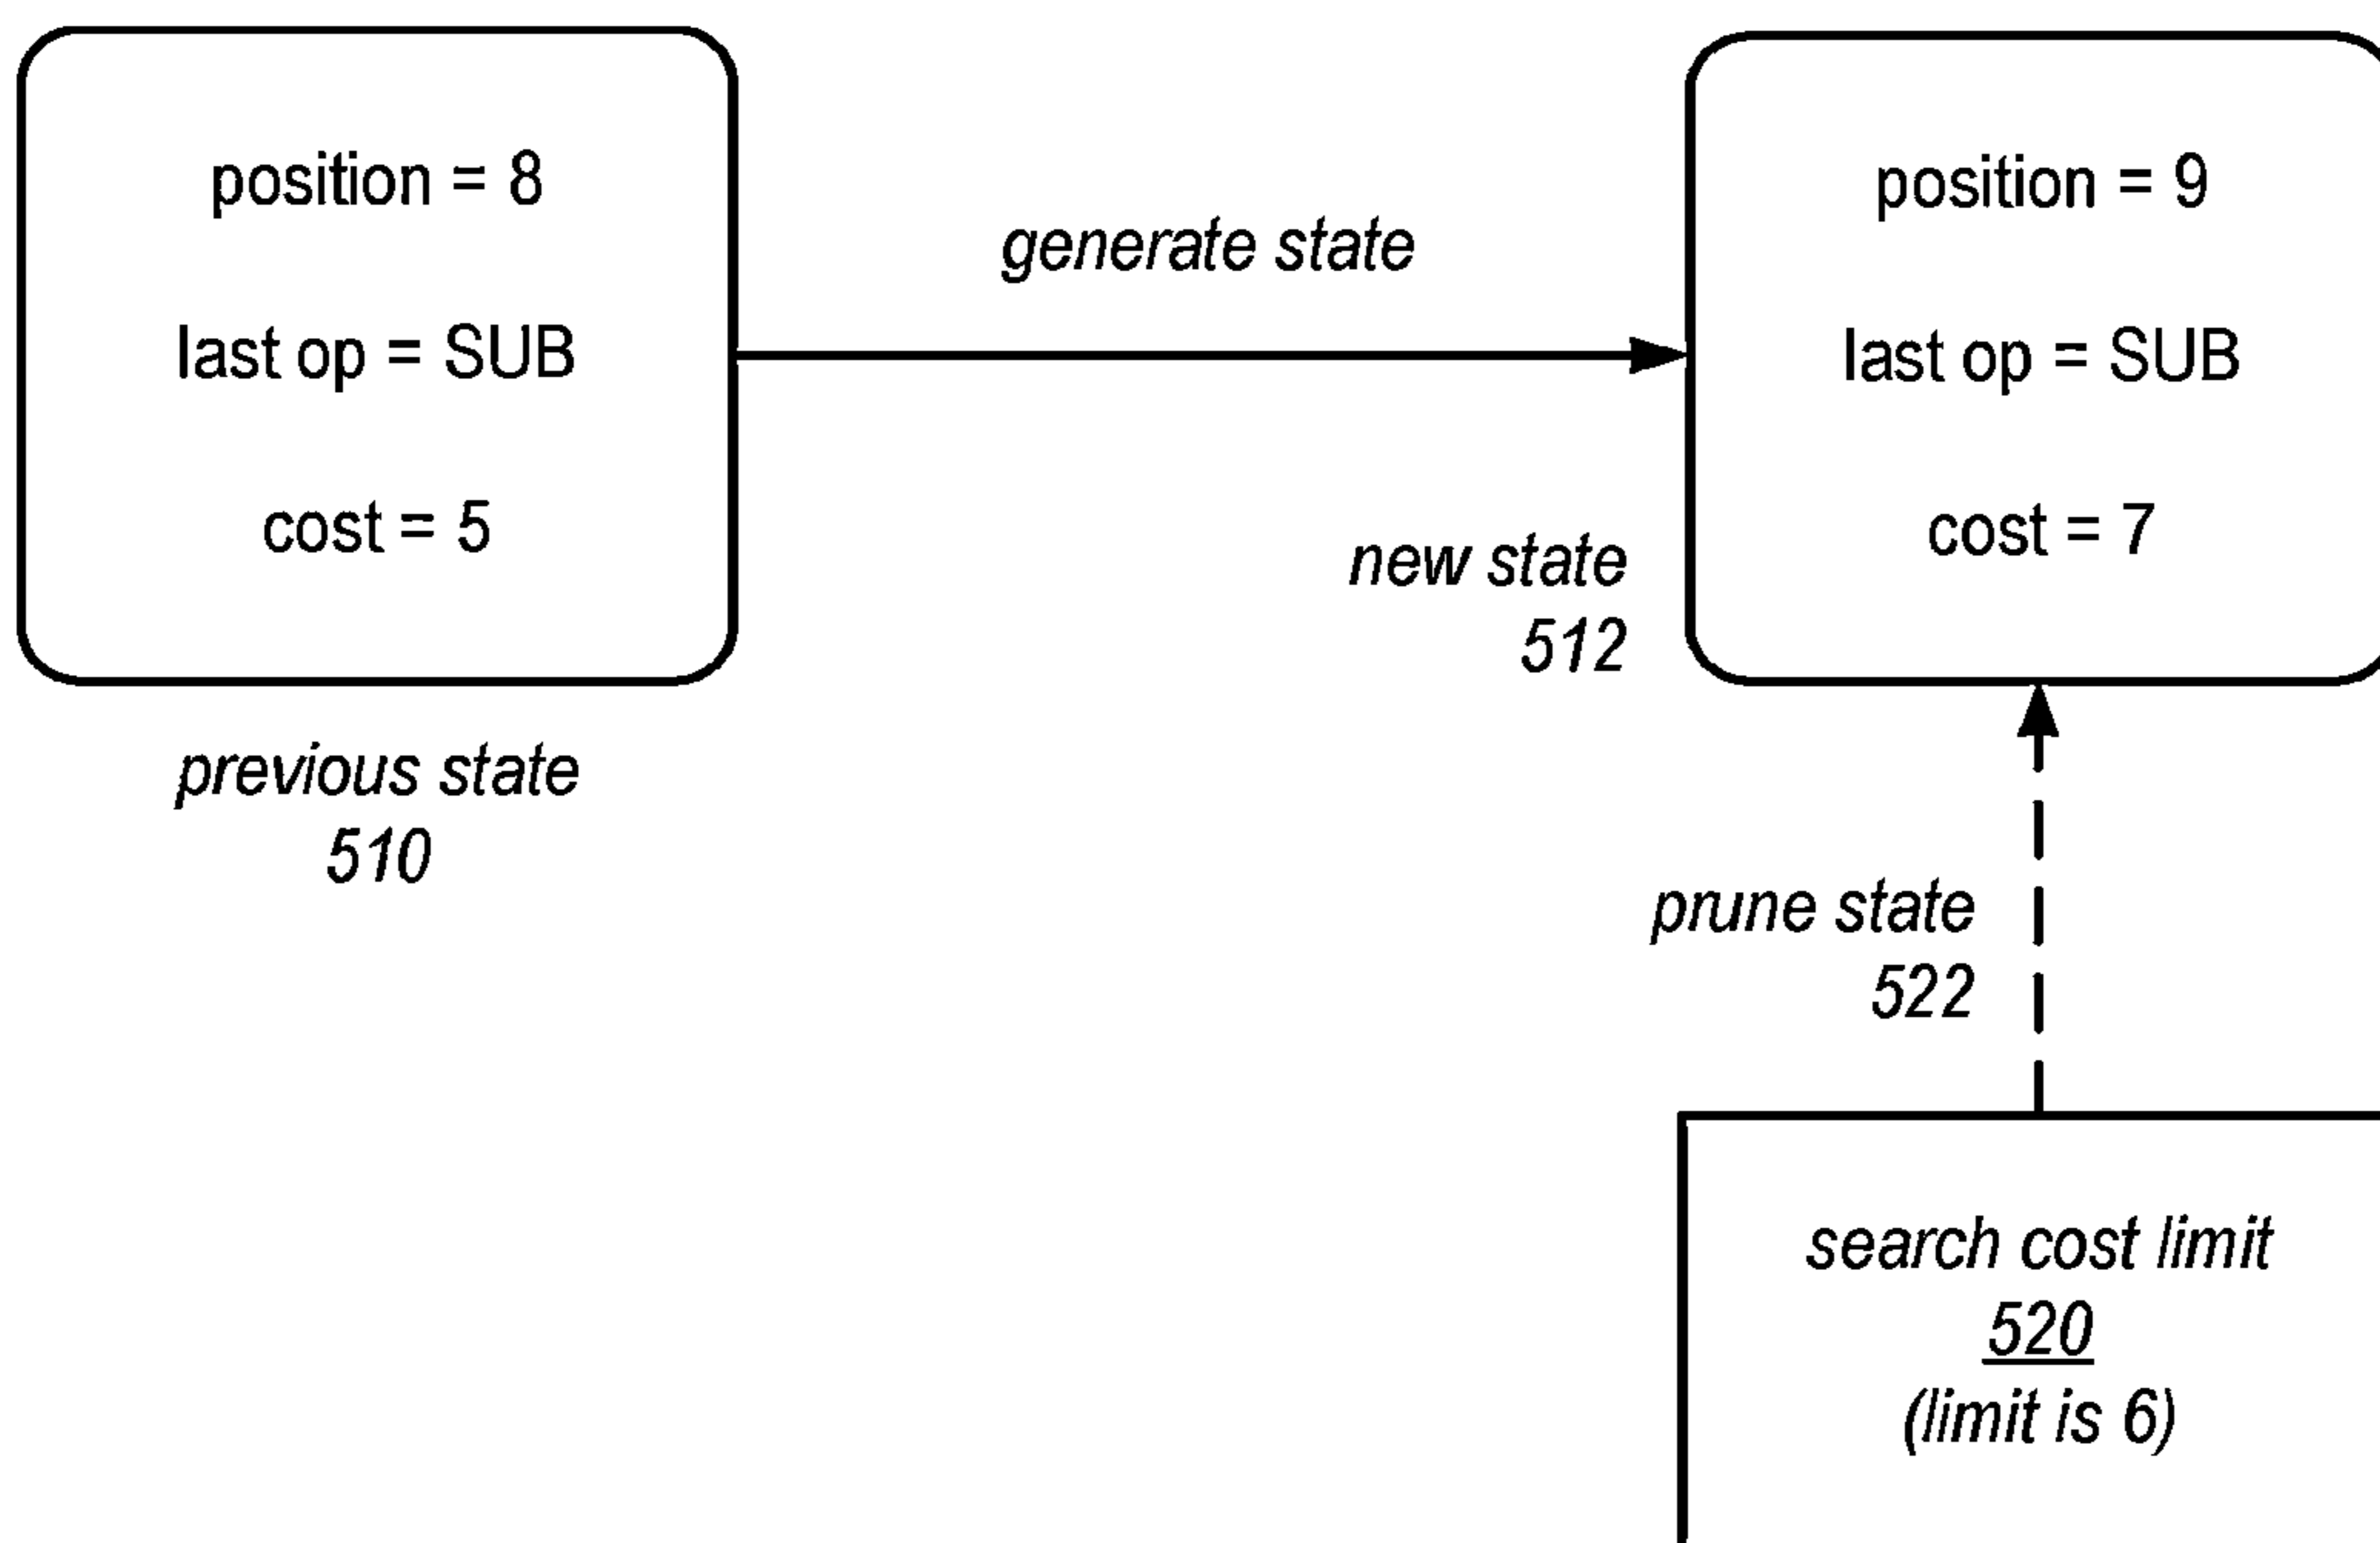 position = 8
last op = SUB
cost = 5
previous state
510
generate state
new state
512
position = 9
last op = SUB
cost = 7
prune state
522
search cost limit
520
(limit is 6)